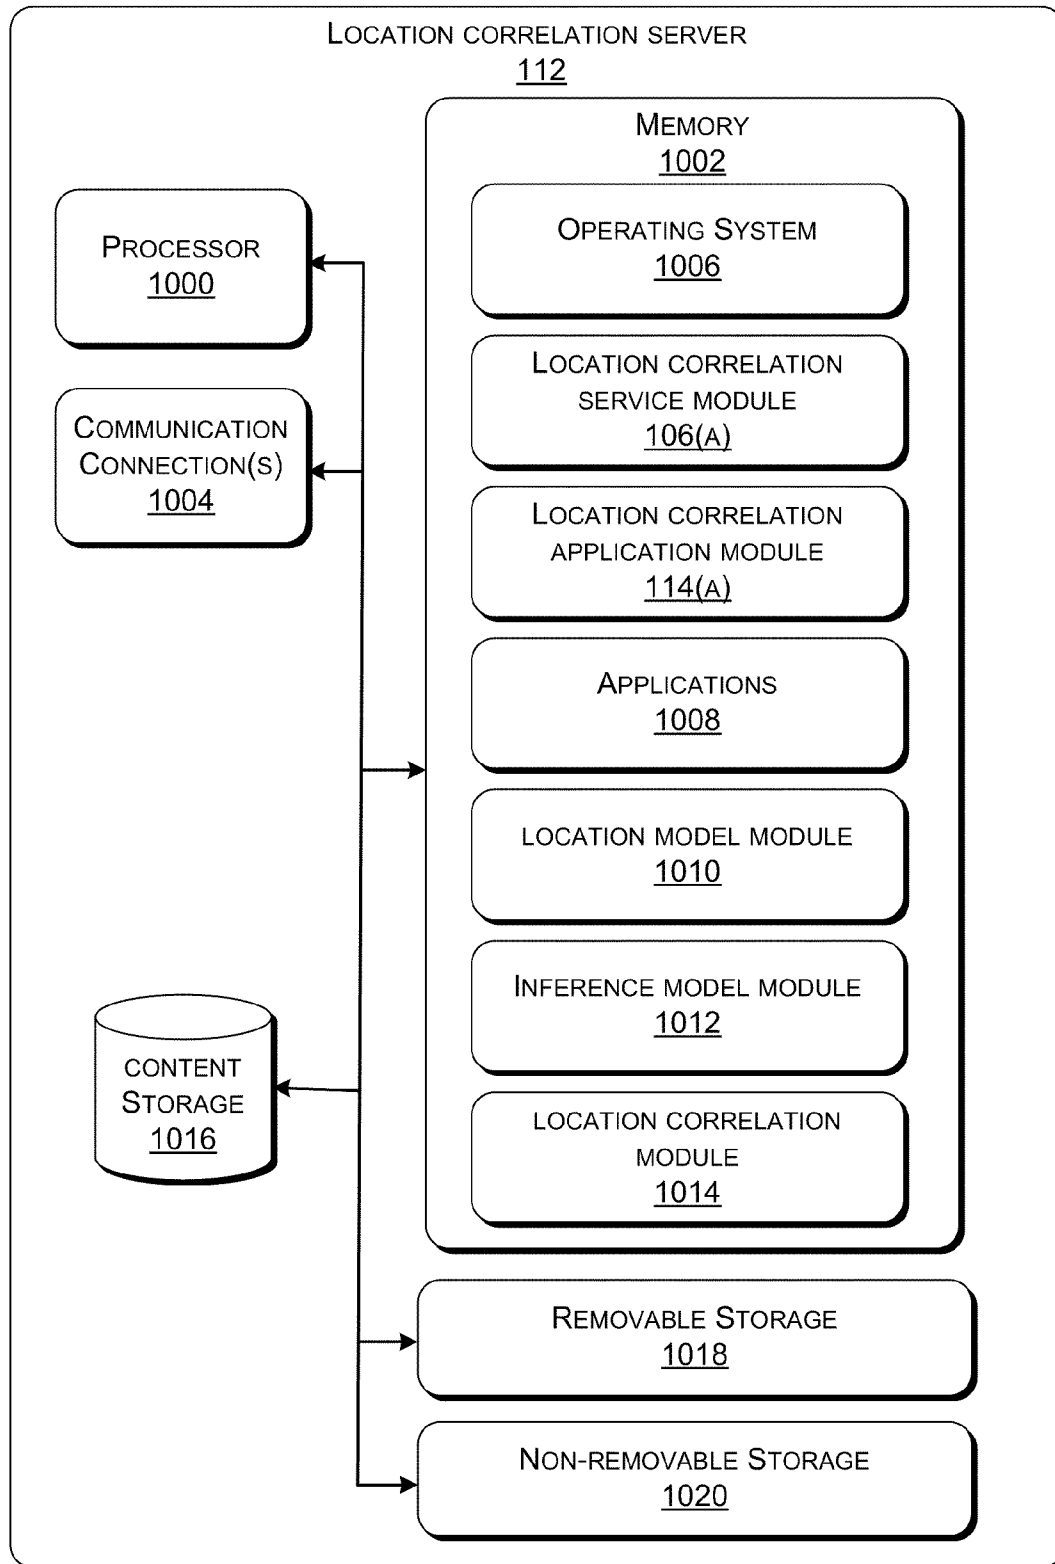 LOCATION CORRELATION SERVER
112
MEMORY
1002
OPERATING SYSTEM
1006
LOCATION CORRELATION
SERVICE MODULE
106(A)
LOCATION CORRELATION
APPLICATION MODULE
114(A)
APPLICATIONS
1008
LOCATION MODEL MODULE
1010
INFERENCE MODEL MODULE
1012
LOCATION CORRELATION
MODULE
1014
PROCESSOR
1000
COMMUNICATION
CONNECTION(S)
1004
CONTENT
STORAGE
1016
REMOVABLE STORAGE
1018
NON-REMOVABLE STORAGE
1020